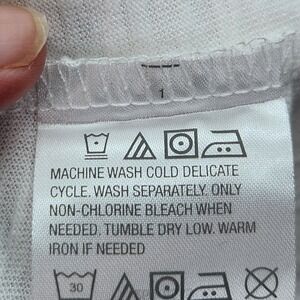 1
MACHINE WASH COLD DELICATE
CYCLE. WASH SEPARATELY. ONLY
NON-CHLORINE BLEACH WHEN
NEEDED. TUMBLE DRY LOW. WARM
IRON IF NEEDED
30